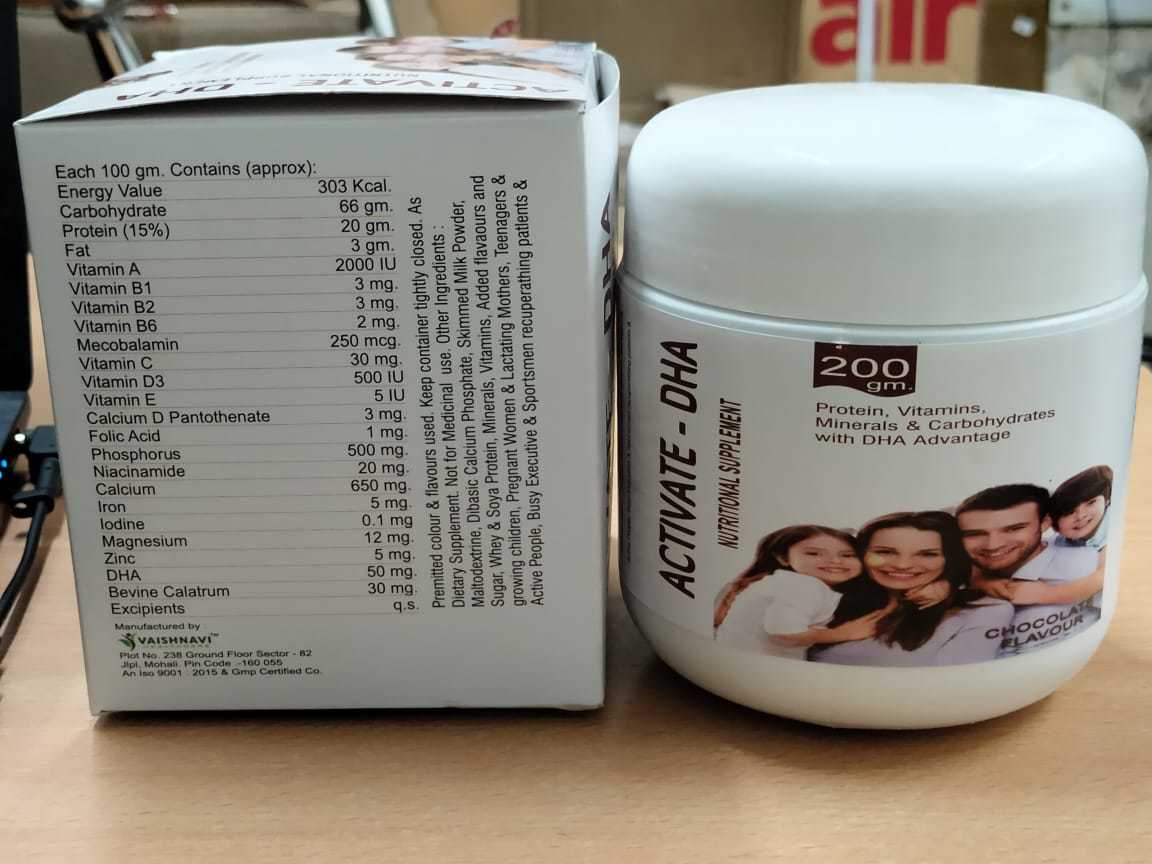 ACTIVATE - DHA
NUTRITIONAL SUPPLEMENT
Each 100 gm. Contains (approx):
Energy Value 303 Kcal.
Carbohydrate 66 gm.
Protein (15%) 20 gm.
Fat 3 gm.
Vitamin A 2000 IU
Vitamin B1 3 mg.
Vitamin B2 3 mg.
Vitamin B6 2 mg.
Mecobalamin 250 mcg.
Vitamin C 30 mg.
Vitamin D3 500 IU
Vitamin E 5 IU
Calcium D Pantothenate 3 mg.
Folic Acid 1 mg.
Phosphorus 500 mg.
Niacinamide 20 mg.
Calcium 650 mg.
Iron 5 mg.
Iodine 0.1 mg
Magnesium 12 mg.
Zinc 5 mg.
DHA 50 mg.
Bevine Calatrum 30 mg.
Excipients q.s.
Manufactured by :
VAISHNAVI™
HEALTHCARE
Plot No. 238 Ground Floor Sector - 82
Jlpl, Mohali. Pin Code :-160 055
An Iso 9001 : 2015 & Gmp Certified Co.
Premitted colour & flavours used. Keep container tightly closed. As
Dietary Supplement. Not for Medicinal use. Other Ingredients :
Maltodextrine, Dibasic Calcium Phosphate, Skimmed Milk Powder,
Sugar, Whey & Soya Protein, Minerals, Vitamins, Added flavaours and
growing children, Pregnant Women & Lactating Mothers, Teenagers &
Active People, Busy Executive & Sportsmen recuperathing patients &
DHA
ACTIVATE - DHA
NUTRITIONAL SUPPLEMENT
200
gm.
Protein, Vitamins,
Minerals & Carbohydrates
with DHA Advantage
CHOCOLATE
FLAVOUR
air